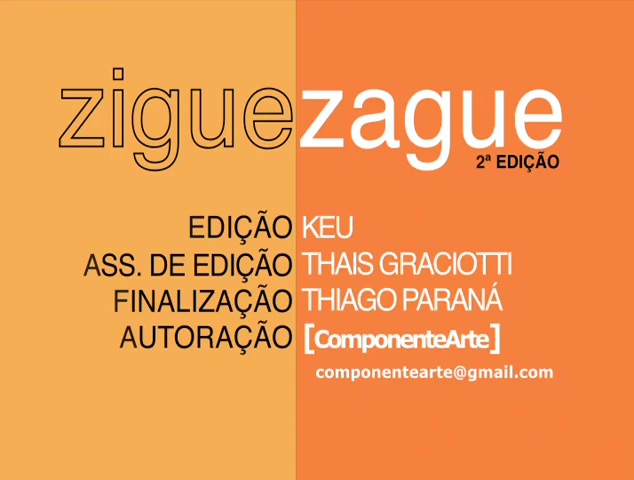 ziguezague
2ª EDIÇÃO
EDIÇÃO KEU
ASS. DE EDIÇÃO THAIS GRACIOTTI
FINALIZAÇÃO THIAGO PARANÁ
AUTORAÇÃO [ComponenteArte]
componentearte@gmail.com